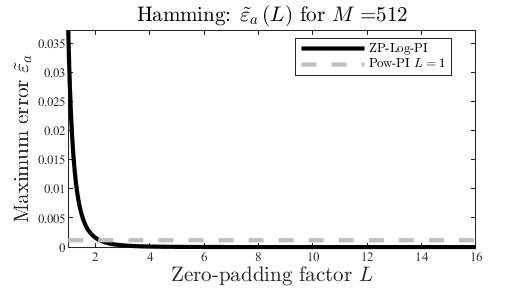 Hamming: ε̃ₐ(L) for M =512
Maximum error ε̃ₐ
0.035
0.03
0.025
0.02
0.015
0.01
0.005
0
ZP-Log-PI
Pow-PI L = 1
2 4 6 8 10 12 14 16
Zero-padding factor L